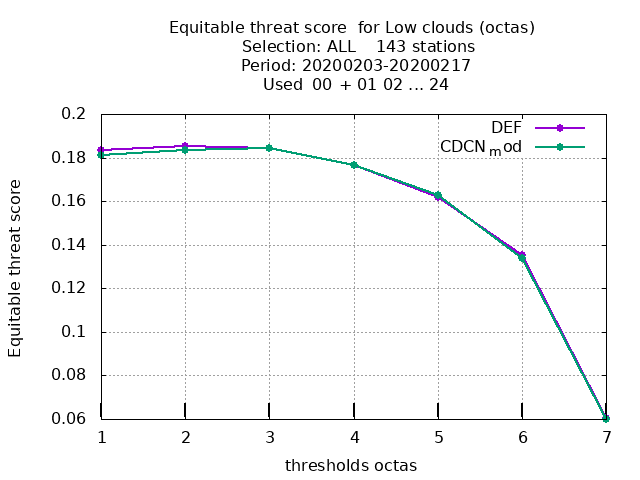 Equitable threat score  for Low clouds (octas)
Selection: ALL    143 stations
Period: 20200203-20200217
Used  00 + 01 02 ... 24
DEF
CDCN_mod
0.2
0.18
0.16
0.14
0.12
0.1
0.08
0.06
Equitable threat score
1 2 3 4 5 6 7
thresholds octas